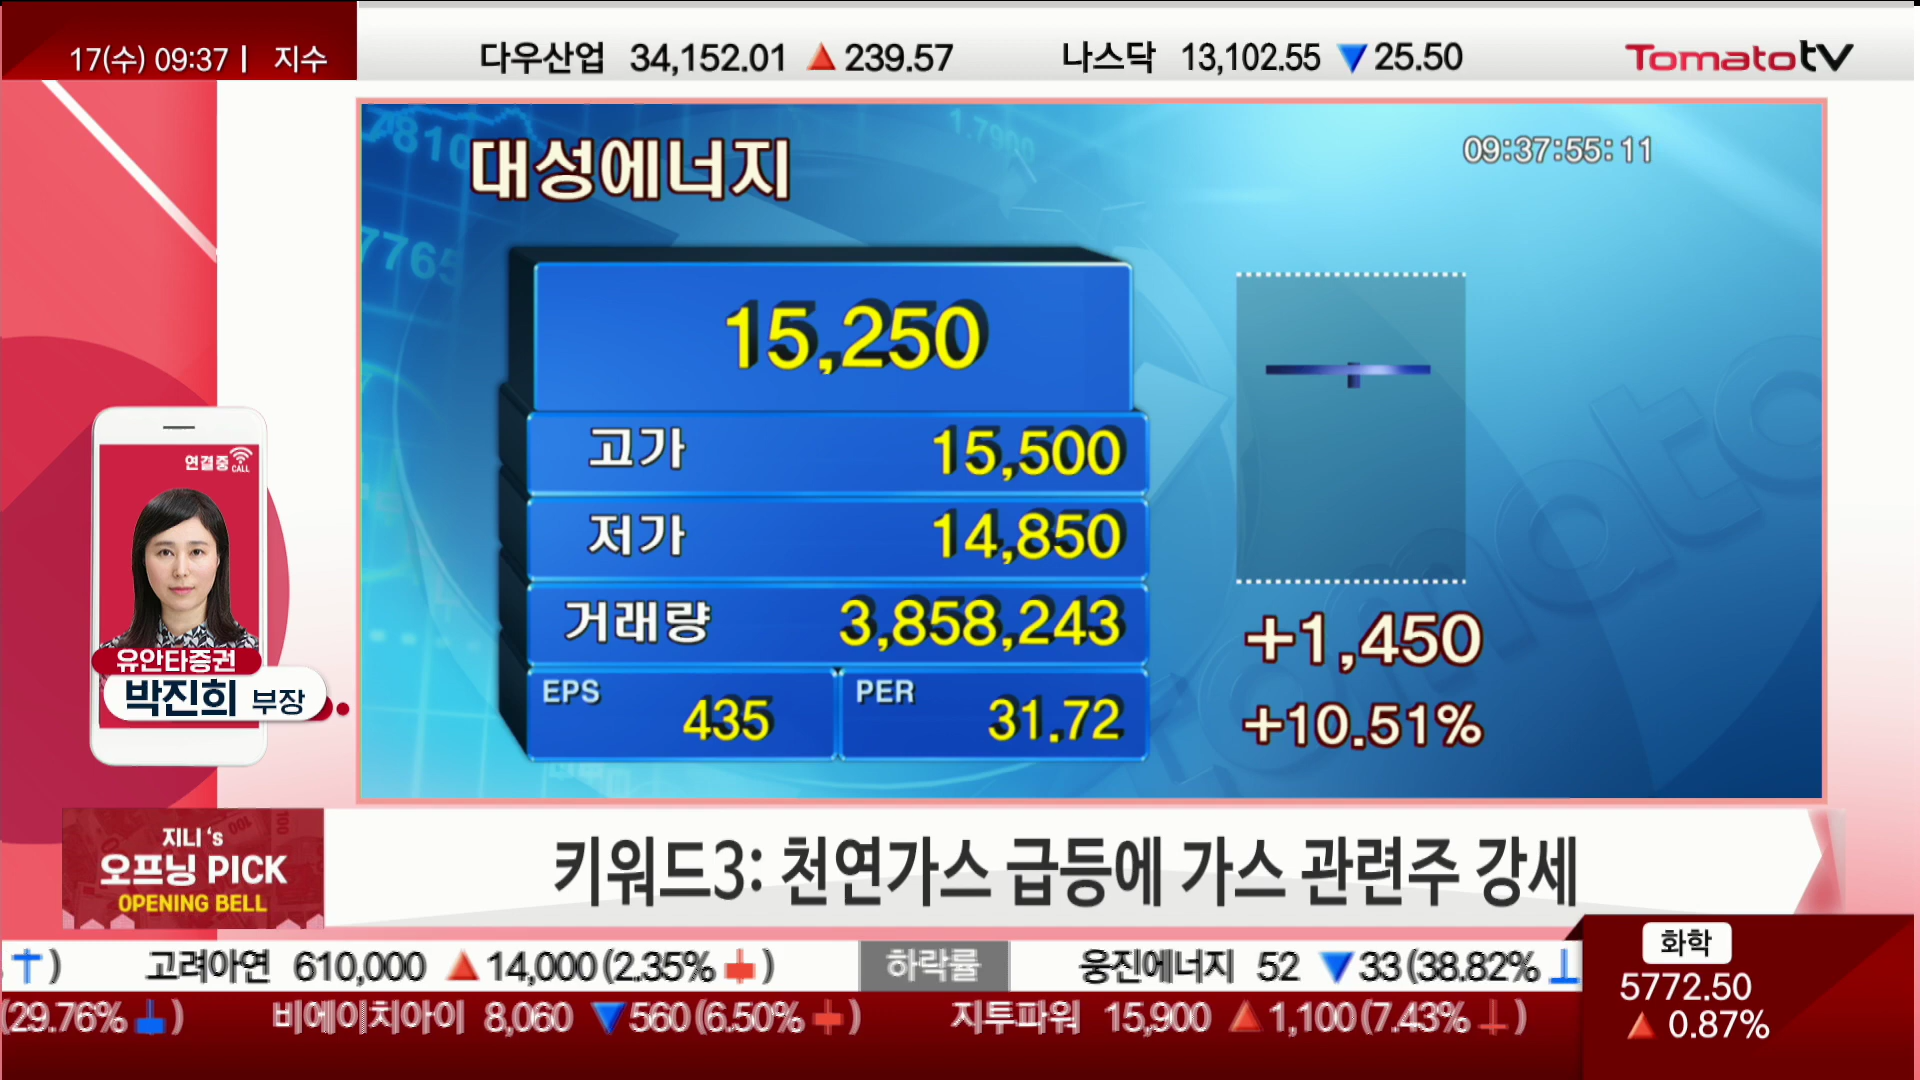 17(수) 09:37 | 지수
다우산업 34,152.01 ▲ 239.57 나스닥 13,102.55 ▼ 25.50
Tomato tv
대성에너지
09:37:55:11
15,250
고가 15,500
저가 14,850
거래량 3,858,243
EPS 435 PER 31.72
+1,450
+10.51%
연결중
CALL
유안타증권
박진희 부장
지니 's
오프닝 PICK
OPENING BELL
키워드3: 천연가스 급등에 가스 관련주 강세
↑ ) 고려아연 610,000 ▲ 14,000 (2.35% ) 하락률 웅진에너지 52 ▼ 33 (38.82%
(29.76% ) 비에이치아이 8,060 ▼ 560 (6.50% ) 지투파워 15,900 ▲ 1,100 (7.43% )
화학
5772.50
▲ 0.87%